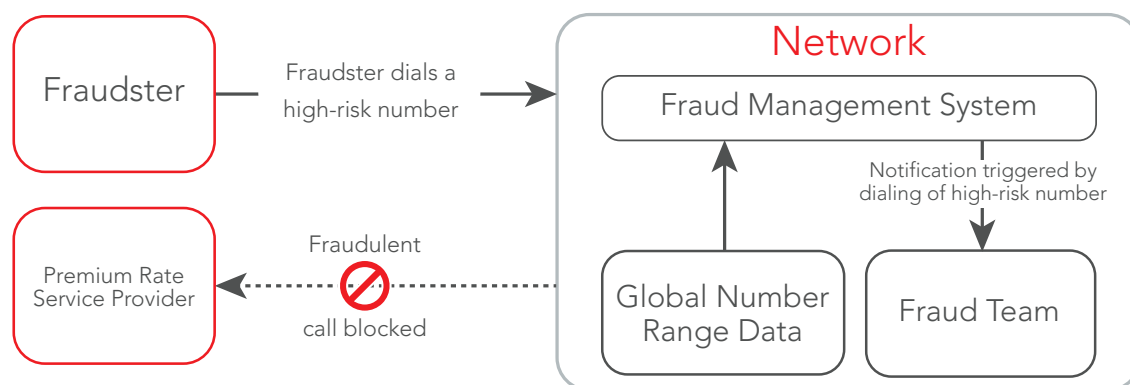 Network
Fraudster
Fraudster dials a
high-risk number
Fraud Management System
Notification triggered by
dialing of high-risk number
Premium Rate
Service Provider
Fraudulent
call blocked
Global Number
Range Data
Fraud Team